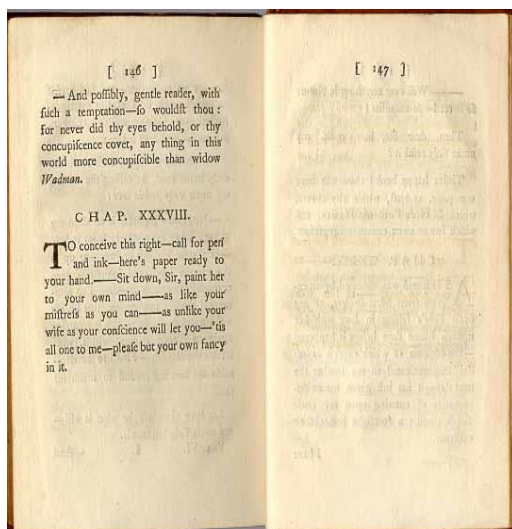 [ 146 ]
— And poſſibly, gentle reader, with
ſuch a temptation—ſo wouldſt thou :
For never did thy eyes behold, or thy
concupiſcence covet, any thing in this
world more concupiſcible than widow
Wadman.
CHAP. XXXVIII.
TO conceive this right—call for pen
and ink—here's paper ready to
your hand.——Sit down, Sir, paint her
to your own mind——as like your
miſtreſs as you can——as unlike your
wife as your conſcience will let you—'tis
all one to me—pleaſe but your own fancy
in it.
[ 147 ]